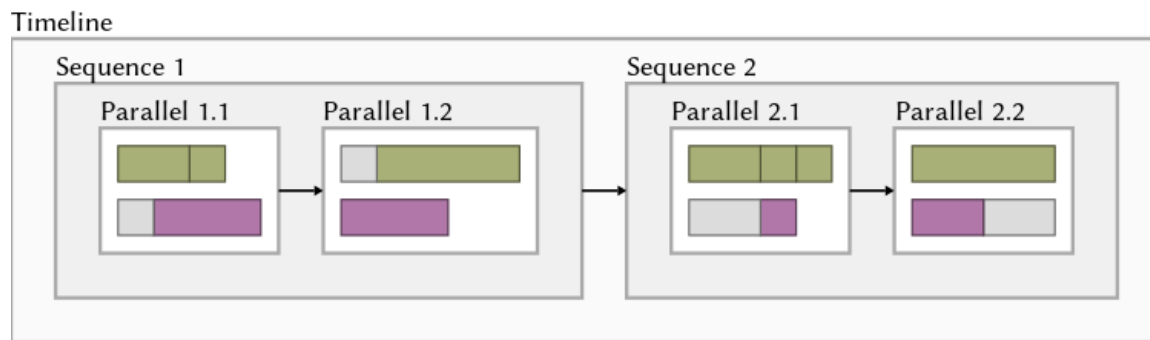 Timeline
Sequence 1
Sequence 2
Parallel 1.1
Parallel 1.2
Parallel 2.1
Parallel 2.2